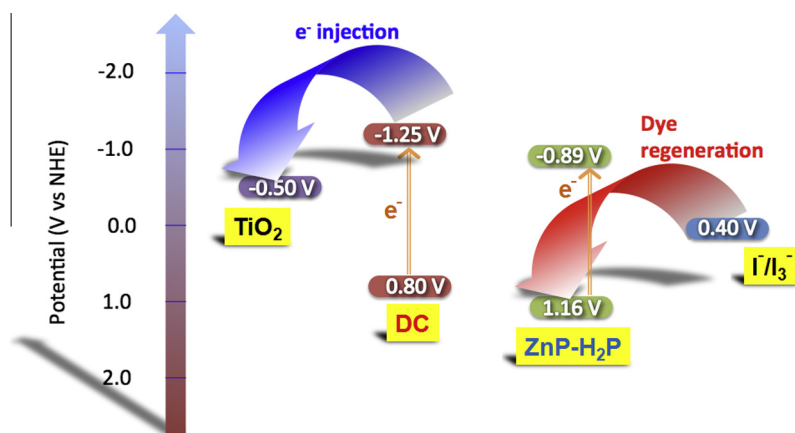 e⁻ injection
-2.0
-1.25 V
Dye
regeneration
-1.0
-0.89 V
-0.50 V
e⁻
e⁻
0.0
TiO₂
0.40 V
I⁻/I₃⁻
Potential (V vs NHE)
0.80 V
1.0
1.16 V
DC
ZnP-H₂P
2.0